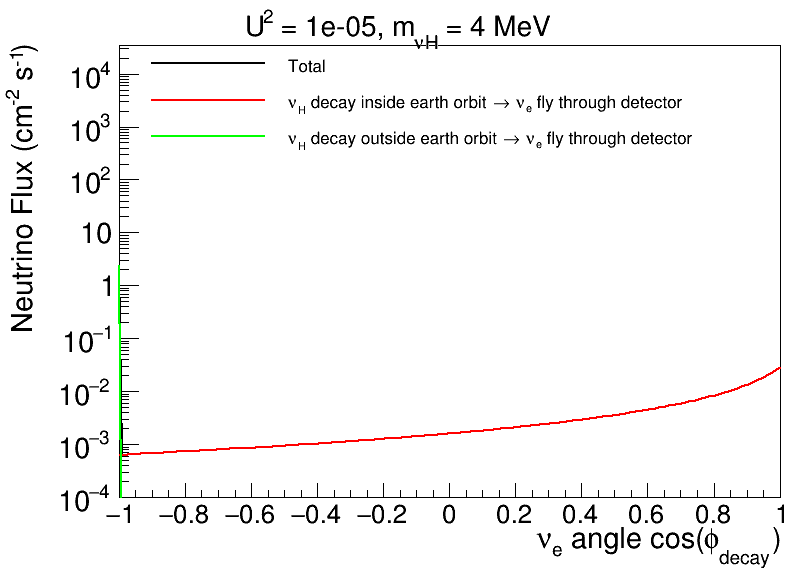 U² = 1e-05, m_νH = 4 MeV
Neutrino Flux (cm⁻² s⁻¹)
Total
ν_H decay inside earth orbit → ν_e fly through detector
ν_H decay outside earth orbit → ν_e fly through detector
10⁴
10³
10²
10
1
10⁻¹
10⁻²
10⁻³
10⁻⁴
−1 −0.8 −0.6 −0.4 −0.2 0 0.2 0.4 0.6 0.8 1
ν_e angle cos(ϕ_decay)